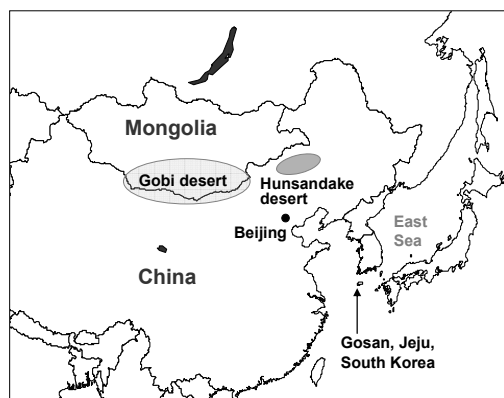 Mongolia
Gobi desert
Hunsandake
desert
Beijing
East
Sea
China
Gosan, Jeju,
South Korea